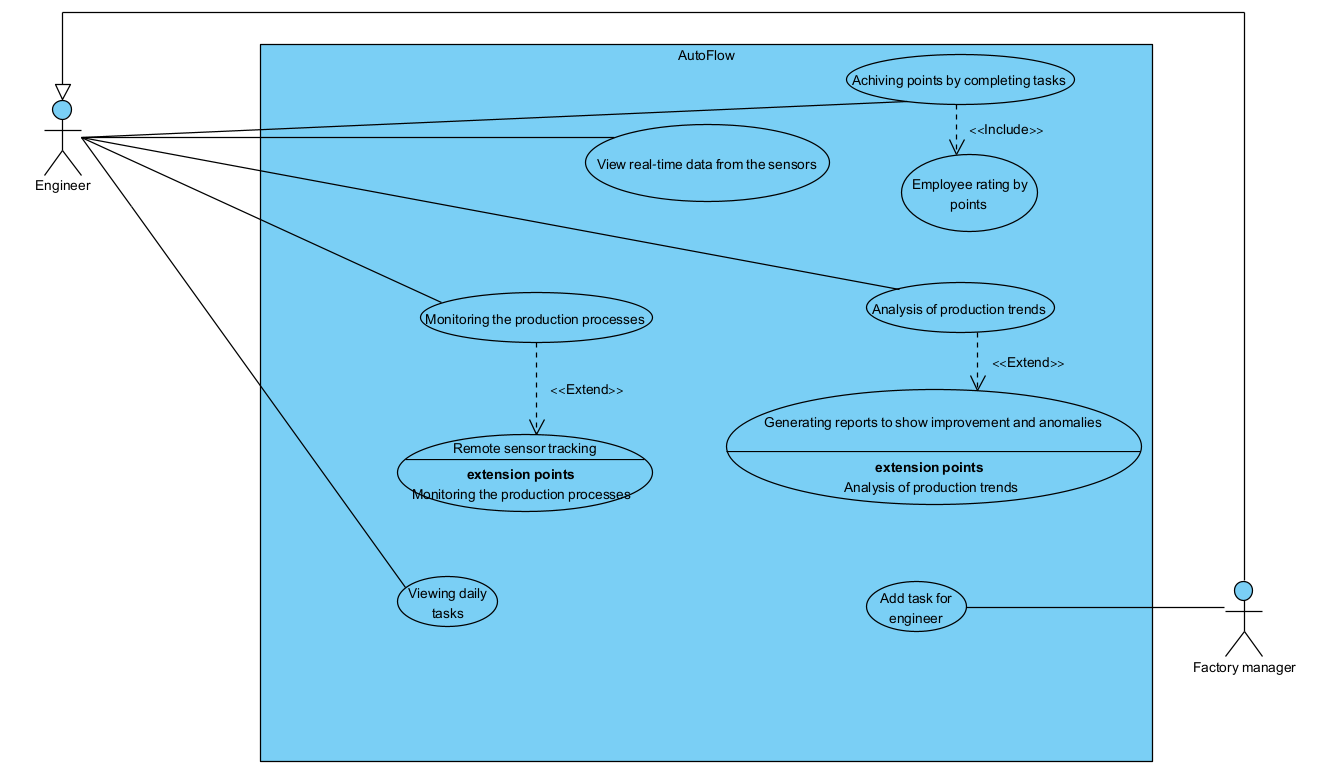 AutoFlow
Achiving points by completing tasks
<<Include>>
View real-time data from the sensors
Employee rating by
points
Engineer
Monitoring the production processes
Analysis of production trends
<<Extend>>
<<Extend>>
Generating reports to show improvement and anomalies
extension points
Analysis of production trends
Remote sensor tracking
extension points
Monitoring the production processes
Viewing daily
tasks
Add task for
engineer
Factory manager